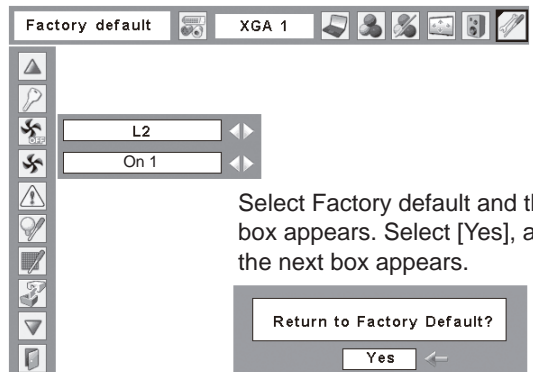 Factory default XGA 1
OFF
L2
On 1
Select Factory default and
box appears. Select [Yes],
the next box appears.
Return to Factory Default?
Yes